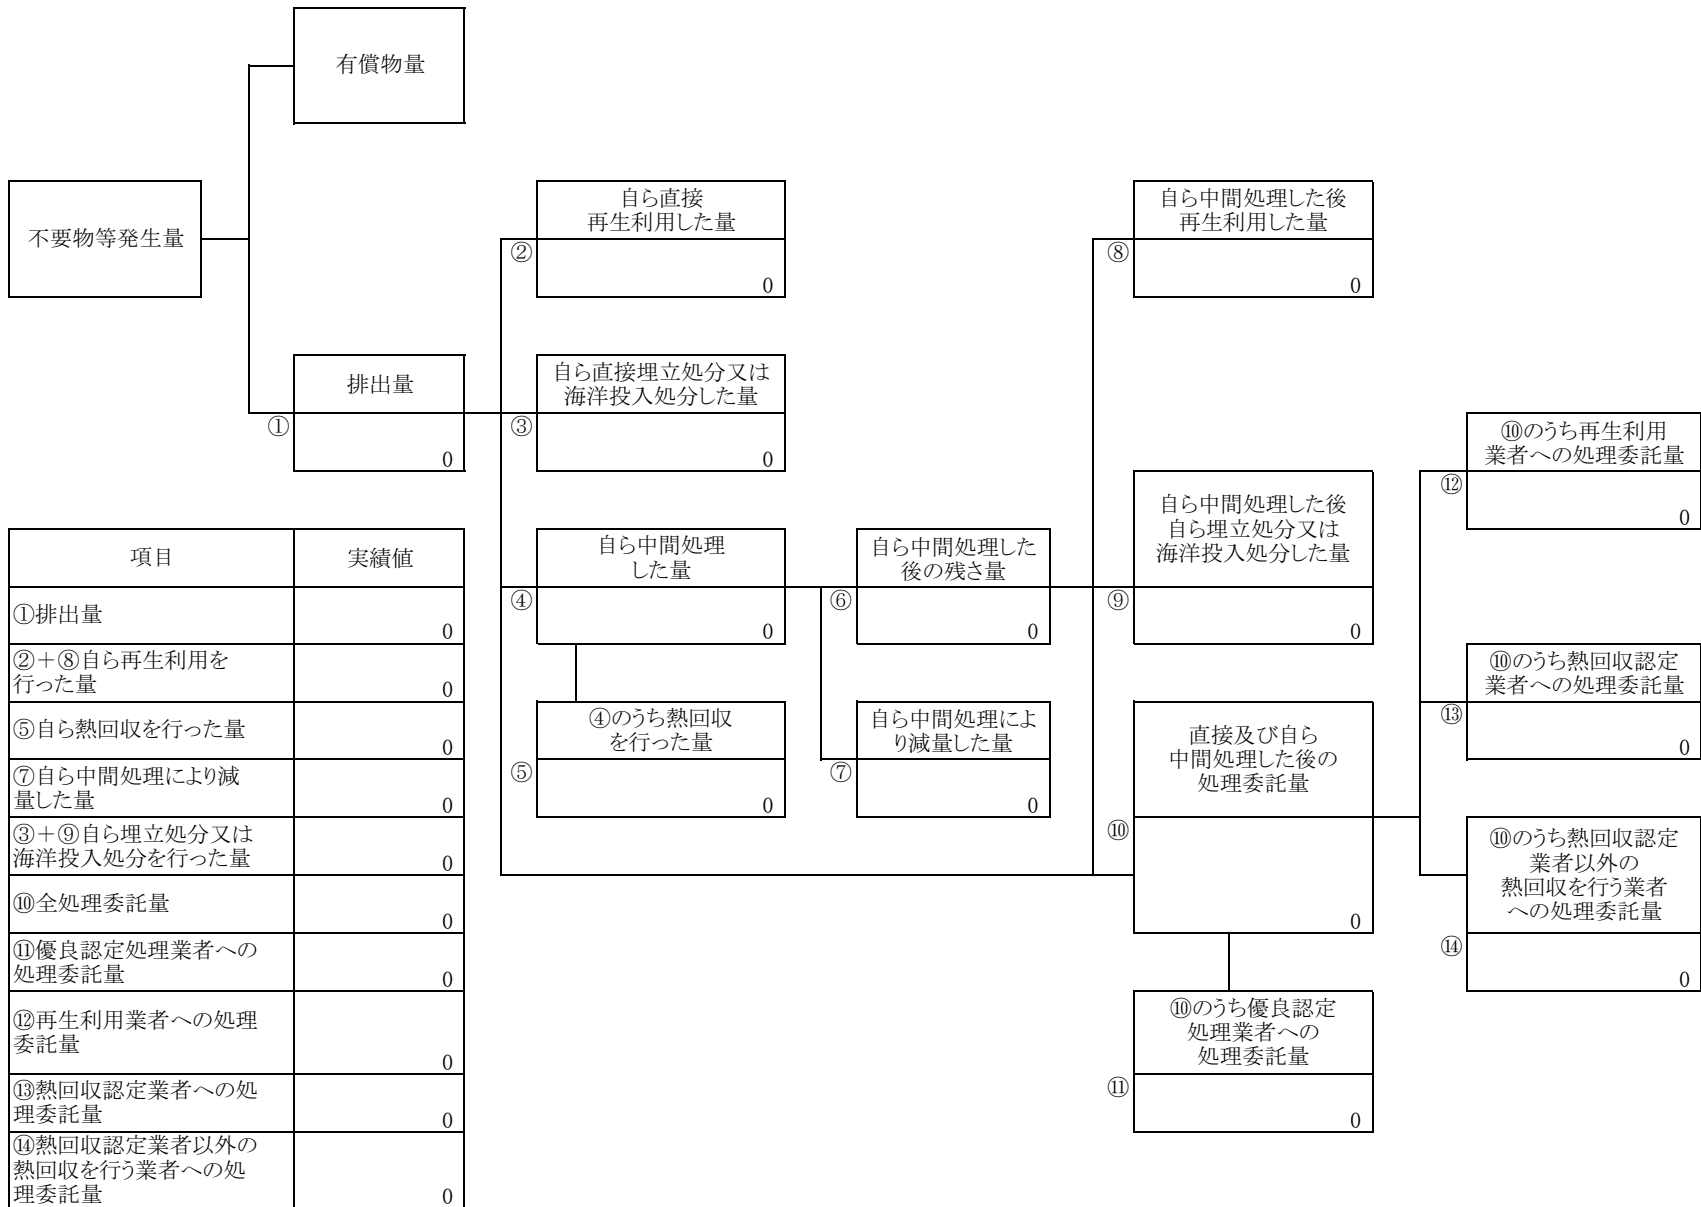 有償物量
不要物等発生量
自ら直接
再生利用した量
②
0
自ら中間処理した後
再生利用した量
⑧
0
排出量
①
0
自ら直接埋立処分又は
海洋投入処分した量
③
0
⑩のうち再生利用
業者への処理委託量
⑫
0
自ら中間処理
した量
④
0
自ら中間処理した
後の残さ量
⑥
0
自ら中間処理した後
自ら埋立処分又は
海洋投入処分した量
⑨
0
⑩のうち熱回収認定
業者への処理委託量
⑬
0
④のうち熱回収
を行った量
⑤
0
自ら中間処理によ
り減量した量
⑦
0
直接及び自ら
中間処理した後の
処理委託量
⑩
0
⑩のうち熱回収認定
業者以外の
熱回収を行う業者
への処理委託量
⑭
0
⑩のうち優良認定
処理業者への
処理委託量
⑪
0
項目 実績値
①排出量
0
②+⑧自ら再生利用を
行った量 0
⑤自ら熱回収を行った量
0
⑦自ら中間処理により減
量した量 0
③+⑨自ら埋立処分又は
海洋投入処分を行った量 0
⑩全処理委託量
0
⑪優良認定処理業者への
処理委託量 0
⑫再生利用業者への処理
委託量
0
⑬熱回収認定業者への処
理委託量 0
⑭熱回収認定業者以外の
熱回収を行う業者への処
理委託量 0